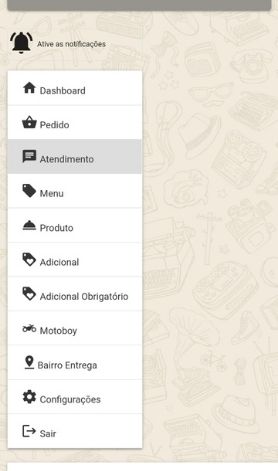 Ative as notificações
Dashboard
Pedido
Atendimento
Menu
Produto
Adicional
Adicional Obrigatório
Motoboy
Bairro Entrega
Configurações
Sair